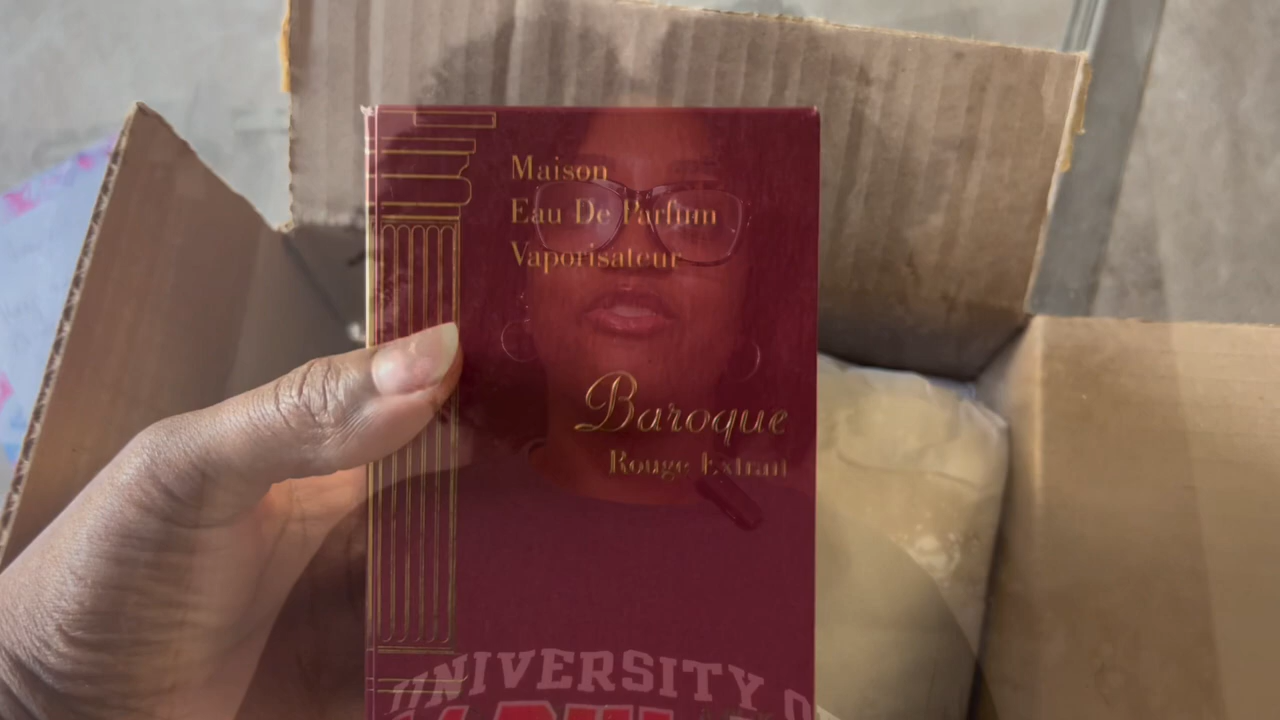 Maison
Eau De Parfum
Vaporisateur
Baroque
Rouge Extrait
UNIVERSITY